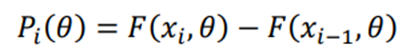 𝑃ᵢ(𝜃) = 𝐹(𝑥ᵢ, 𝜃) − 𝐹(𝑥ᵢ₋₁, 𝜃)